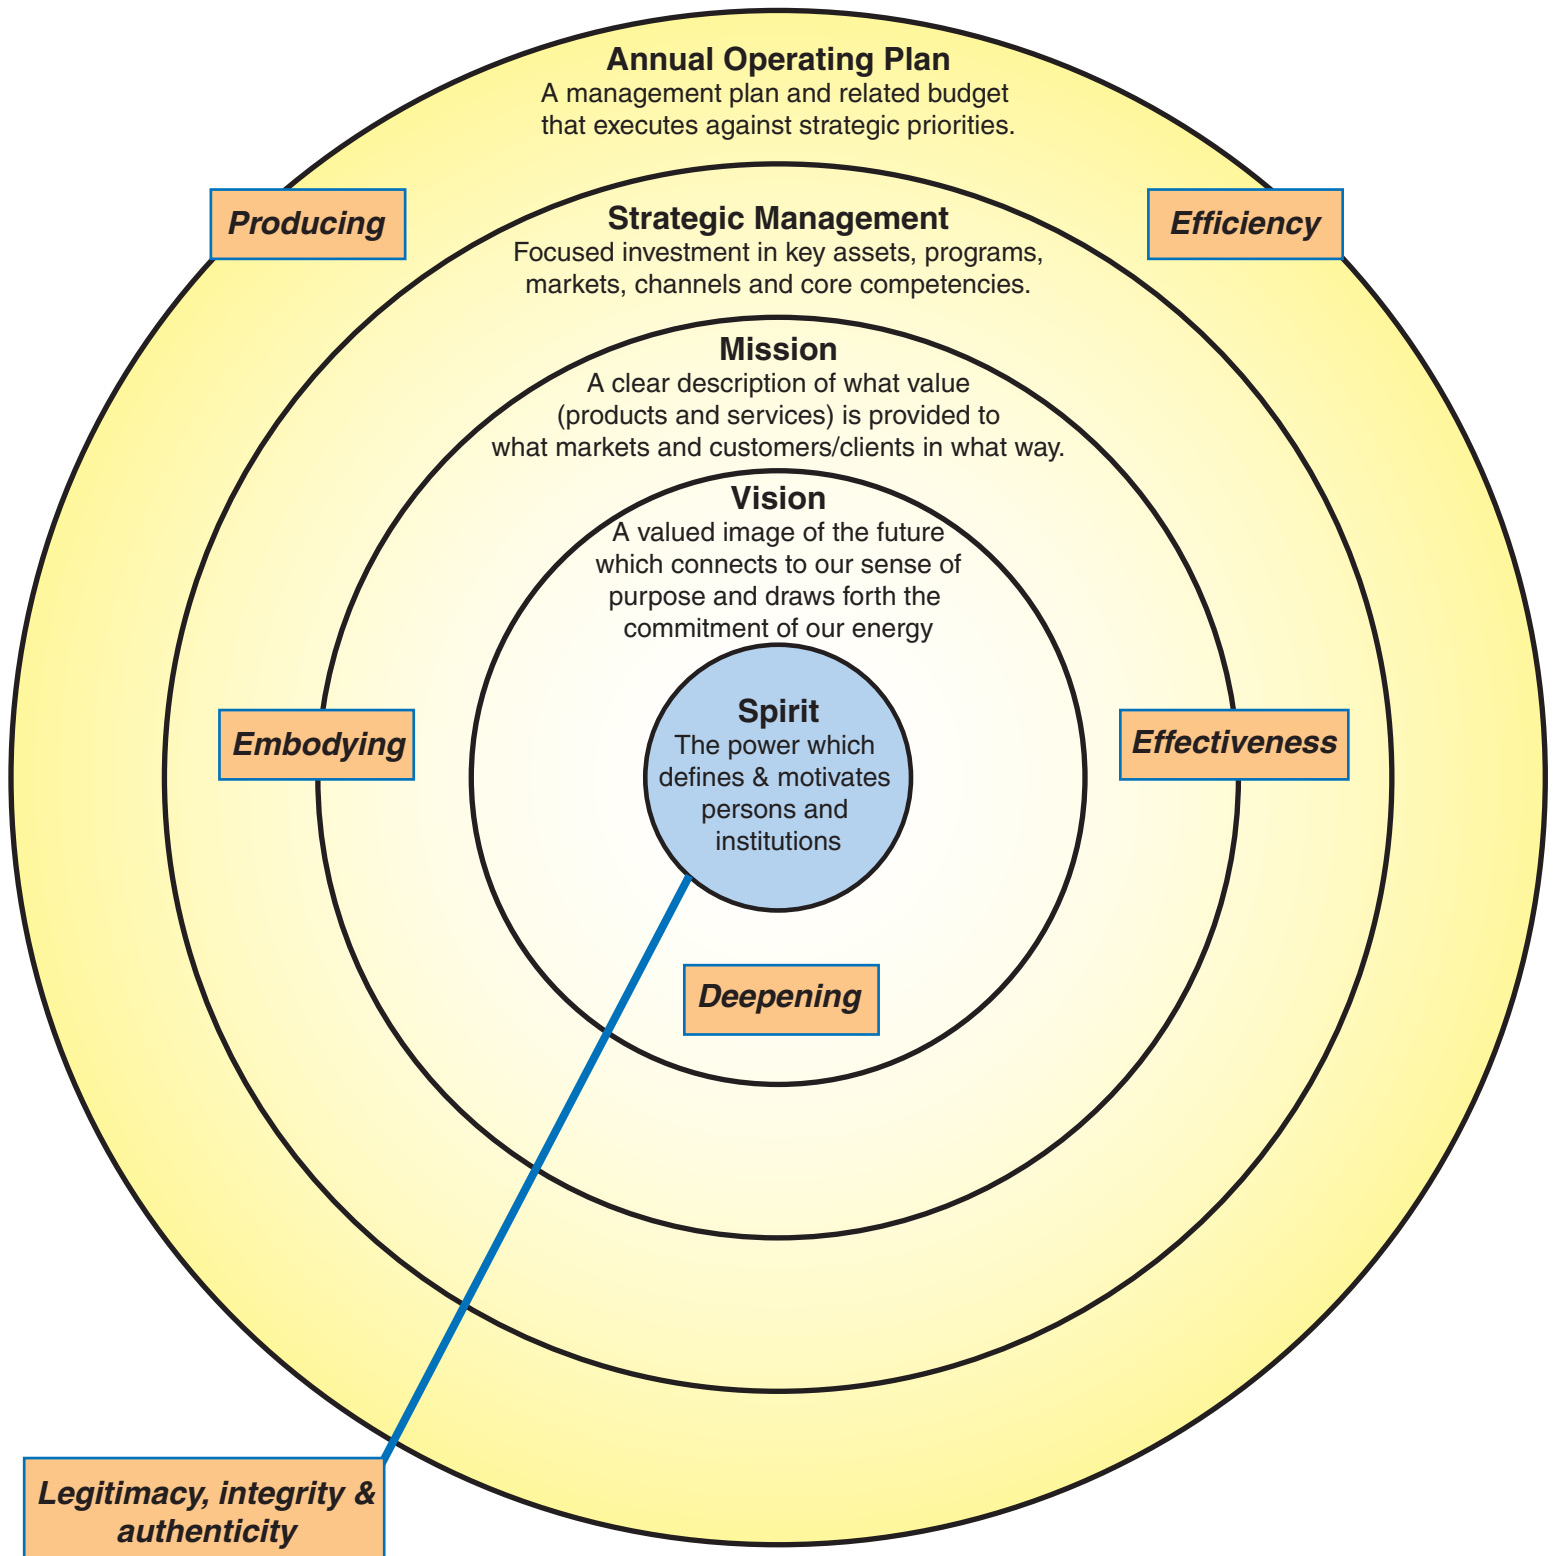 Annual Operating Plan
A management plan and related budget
that executes against strategic priorities.
Producing
Efficiency
Strategic Management
Focused investment in key assets, programs,
markets, channels and core competencies.
Mission
A clear description of what value
(products and services) is provided to
what markets and customers/clients in what way.
Vision
A valued image of the future
which connects to our sense of
purpose and draws forth the
commitment of our energy
Spirit
The power which
defines & motivates
persons and
institutions
Embodying
Effectiveness
Deepening
Legitimacy, integrity &
authenticity